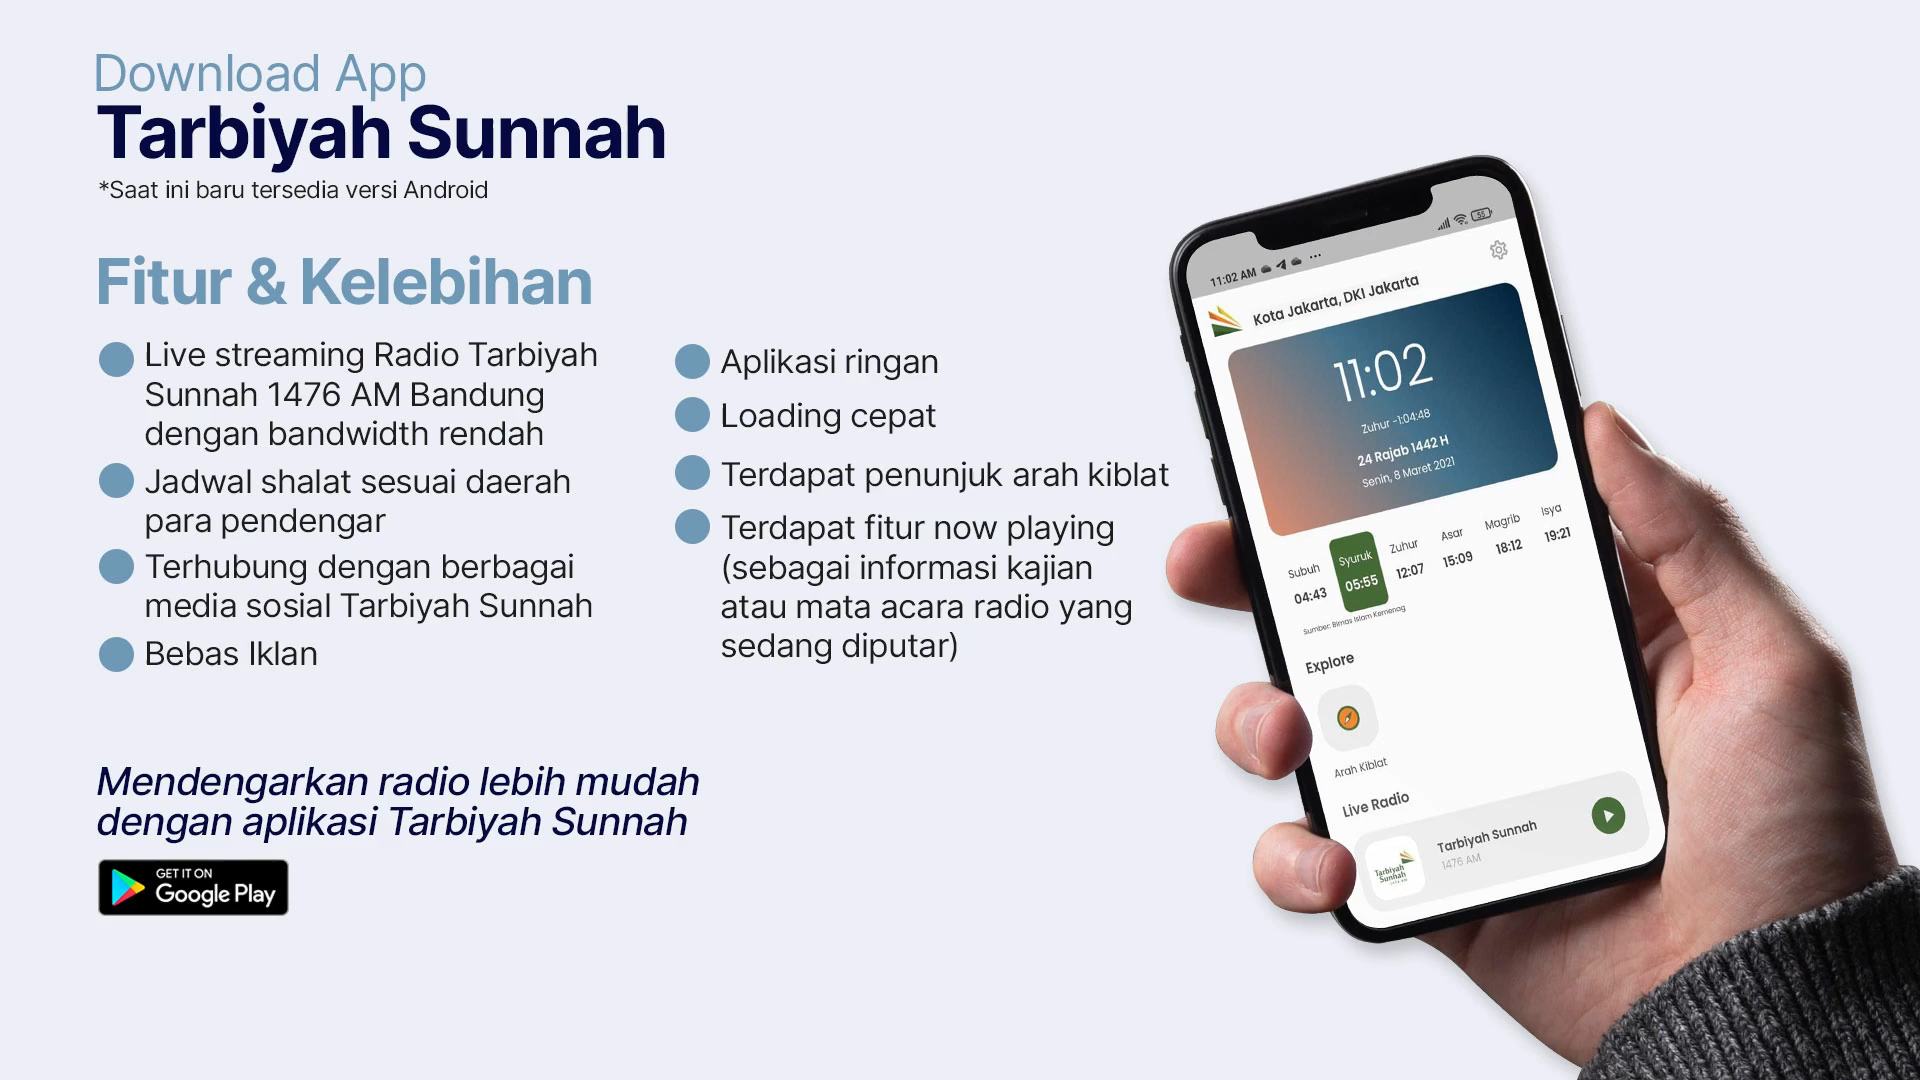 Download App
Tarbiyah Sunnah
*Saat ini baru tersedia versi Android
Fitur & Kelebihan
Live streaming Radio Tarbiyah
Sunnah 1476 AM Bandung
dengan bandwidth rendah
Jadwal shalat sesuai daerah
para pendengar
Terhubung dengan berbagai
media sosial Tarbiyah Sunnah
Bebas Iklan
Aplikasi ringan
Loading cepat
Terdapat penunjuk arah kiblat
Terdapat fitur now playing
(sebagai informasi kajian
atau mata acara radio yang
sedang diputar)
Mendengarkan radio lebih mudah
dengan aplikasi Tarbiyah Sunnah
GET IT ON
Google Play
11:02 AM
55
Kota Jakarta, DKI Jakarta
11:02
Zuhur -1:04:48
24 Rajab 1442 H
Senin, 8 Maret 2021
Subuh Syuruk Zuhur Asar Magrib Isya
04:43 05:55 12:07 15:09 18:12 19:21
Sumber: Bimas Islam Kemenag
Explore
Arah Kiblat
Live Radio
Tarbiyah Sunnah
1476 AM
Tarbiyah
Sunnah
1476 AM